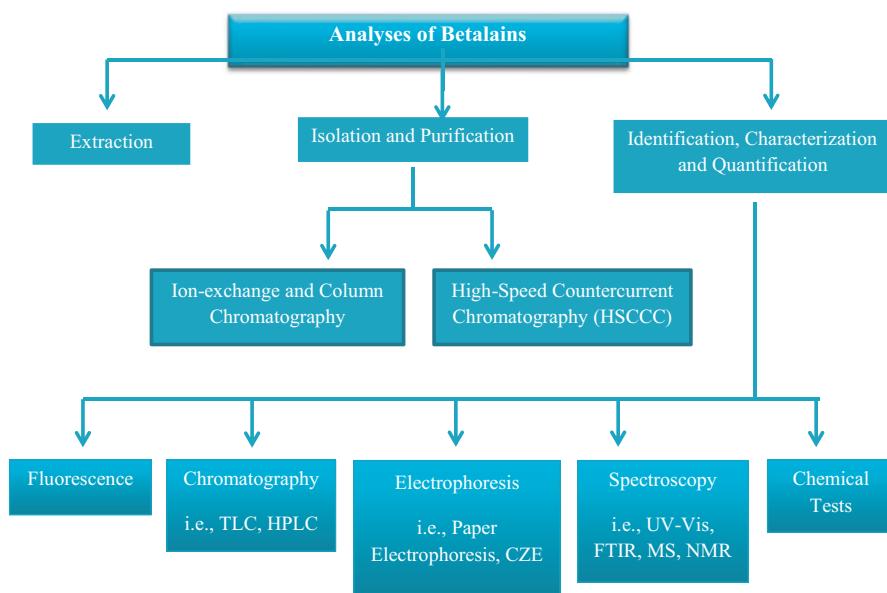 Analyses of Betalains
Extraction
Isolation and Purification
Identification, Characterization
and Quantification
Ion-exchange and Column
Chromatography
High-Speed Countercurrent
Chromatography (HSCCC)
Fluorescence
Chromatography
i.e., TLC, HPLC
Electrophoresis
i.e., Paper
Electrophoresis, CZE
Spectroscopy
i.e., UV-Vis,
FTIR, MS, NMR
Chemical
Tests